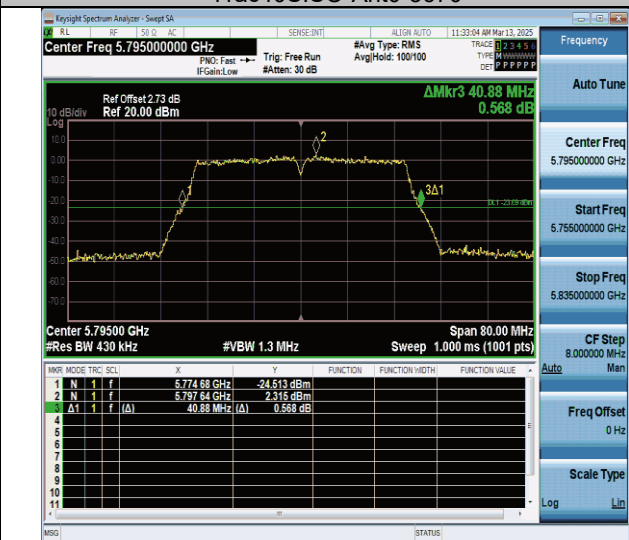 Keysight Spectrum Analyzer - Swept SA
RL RF 50 Ω AC SENSE:INT ALIGN AUTO 11:33:04 AM Mar 13, 2025
Center Freq 5.795000000 GHz
PNO: Fast
IFGain:Low
Trig: Free Run
#Atten: 30 dB
#Avg Type: RMS
Avg|Hold: 100/100
TRACE 1 2 3 4 5 6
TYPE M WWWWW
DET P P P P P P
Ref Offset 2.73 dB
10 dB/div Ref 20.00 dBm
Log
ΔMkr3 40.88 MHz
0.568 dB
10.0
0.00
-10.0
-20.0
-30.0
-40.0
-50.0
-60.0
-70.0
1
2
3Δ1
DL1 -23.69 dBm
Center 5.79500 GHz Span 80.00 MHz
#Res BW 430 kHz #VBW 1.3 MHz Sweep 1.000 ms (1001 pts)
MKR MODE TRC SCL X Y FUNCTION FUNCTION WIDTH FUNCTION VALUE
1 N 1 f 5.774 68 GHz -24.513 dBm
2 N 1 f 5.797 64 GHz 2.315 dBm
3 Δ1 1 f (Δ) 40.88 MHz (Δ) 0.568 dB
4
5
6
7
8
9
10
11
MSG STATUS
Frequency
Auto Tune
Center Freq
5.795000000 GHz
Start Freq
5.755000000 GHz
Stop Freq
5.835000000 GHz
CF Step
8.000000 MHz
Auto Man
Freq Offset
0 Hz
Scale Type
Log Lin